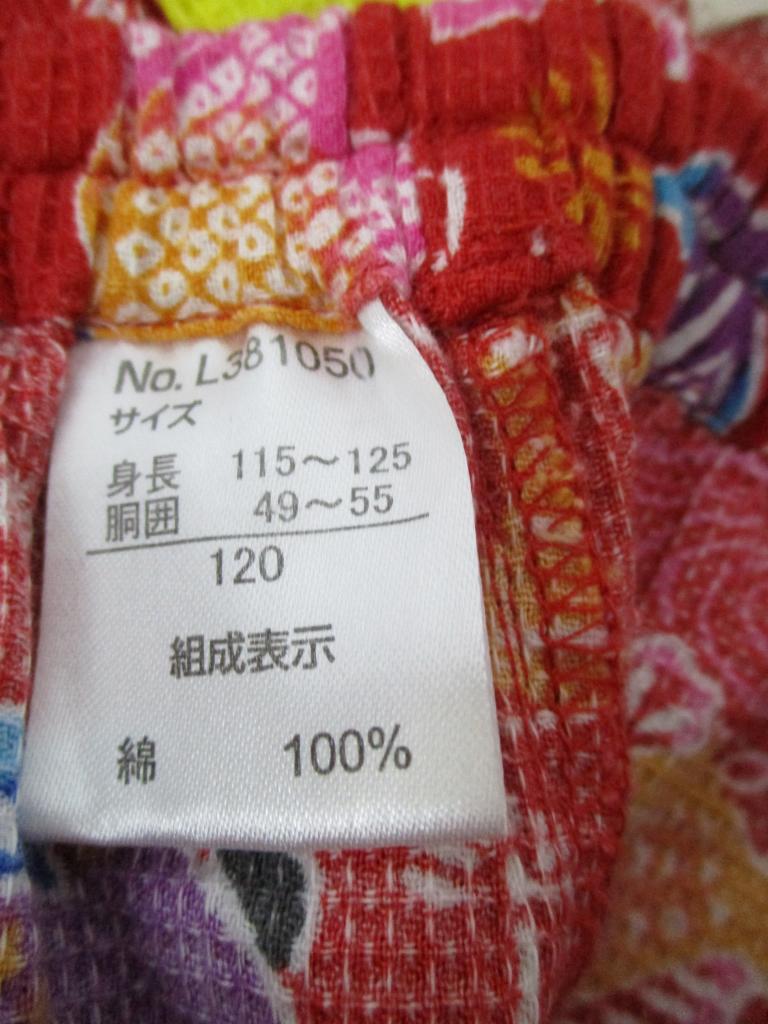 No. L381050
サイズ
身長 115〜125
胴囲 49〜55
120
組成表示
綿 100%